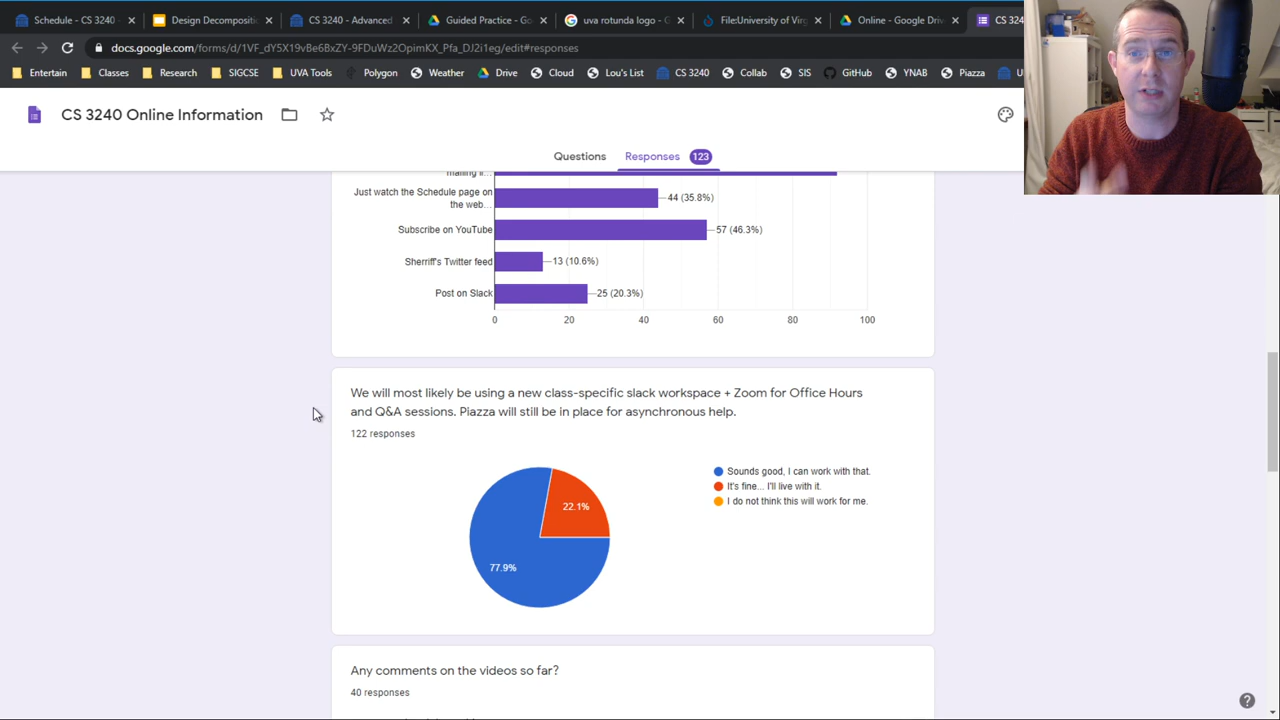 Schedule - CS 3240 S
Design Decompositic
CS 3240 - Advanced
Guided Practice - Go
uva rotunda logo - G
File:University of Virg
Online - Google Driv
CS 324
docs.google.com/forms/d/1VF_dY5X19vBe6BxZY-9FDuWz2OpimKX_Pfa_DJ2i1eg/edit#responses
Entertain
Classes
Research
SIGCSE
UVA Tools
Polygon
Weather
Drive
Cloud
Lou's List
CS 3240
Collab
SIS
GitHub
YNAB
Piazza
CS 3240 Online Information
Questions
Responses 123
mailing li...
Just watch the Schedule page on
the web...
44 (35.8%)
Subscribe on YouTube
57 (46.3%)
Sherriff's Twitter feed
13 (10.6%)
Post on Slack
25 (20.3%)
0 20 40 60 80 100
We will most likely be using a new class-specific slack workspace + Zoom for Office Hours
and Q&A sessions. Piazza will still be in place for asynchronous help.
122 responses
22.1%
77.9%
Sounds good, I can work with that.
It's fine... I'll live with it.
I do not think this will work for me.
Any comments on the videos so far?
40 responses